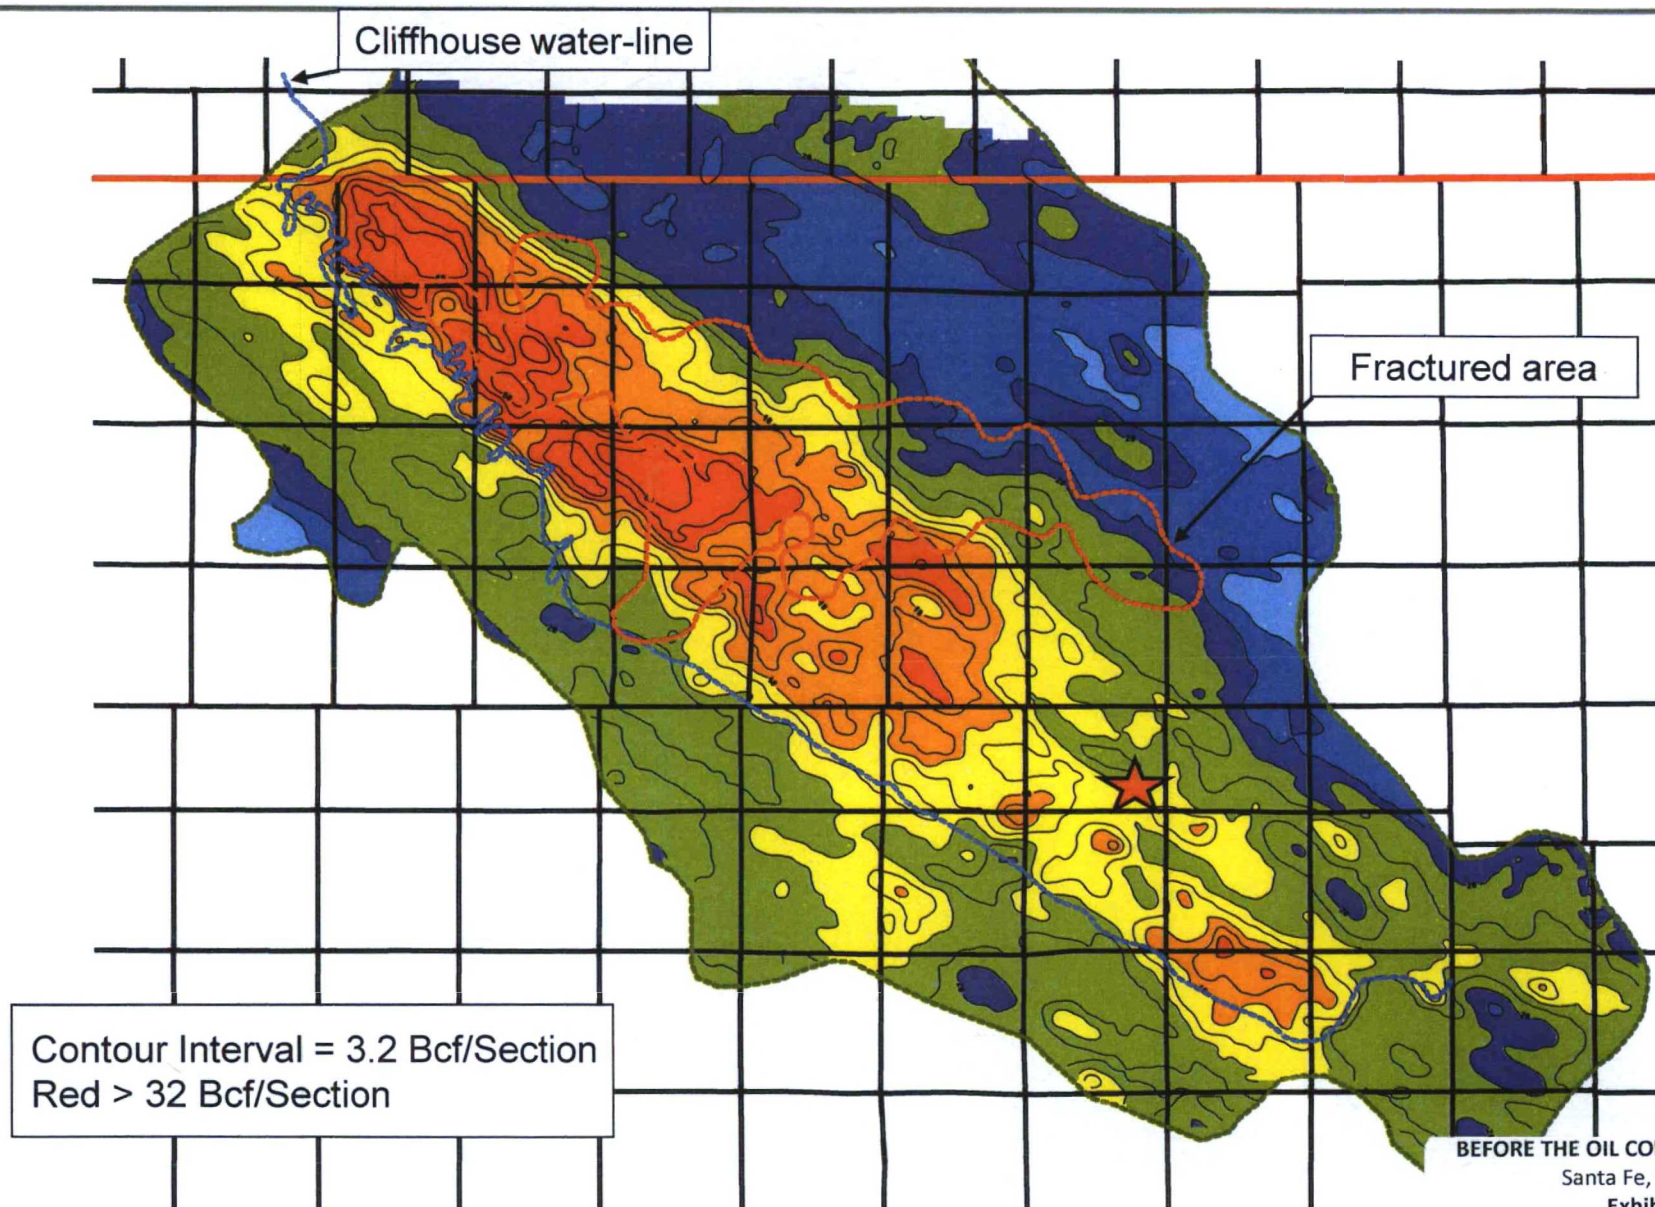 Cliffhouse water-line
Fractured area
Contour Interval = 3.2 Bcf/Section
Red > 32 Bcf/Section
BEFORE THE OIL
Santa Fe,